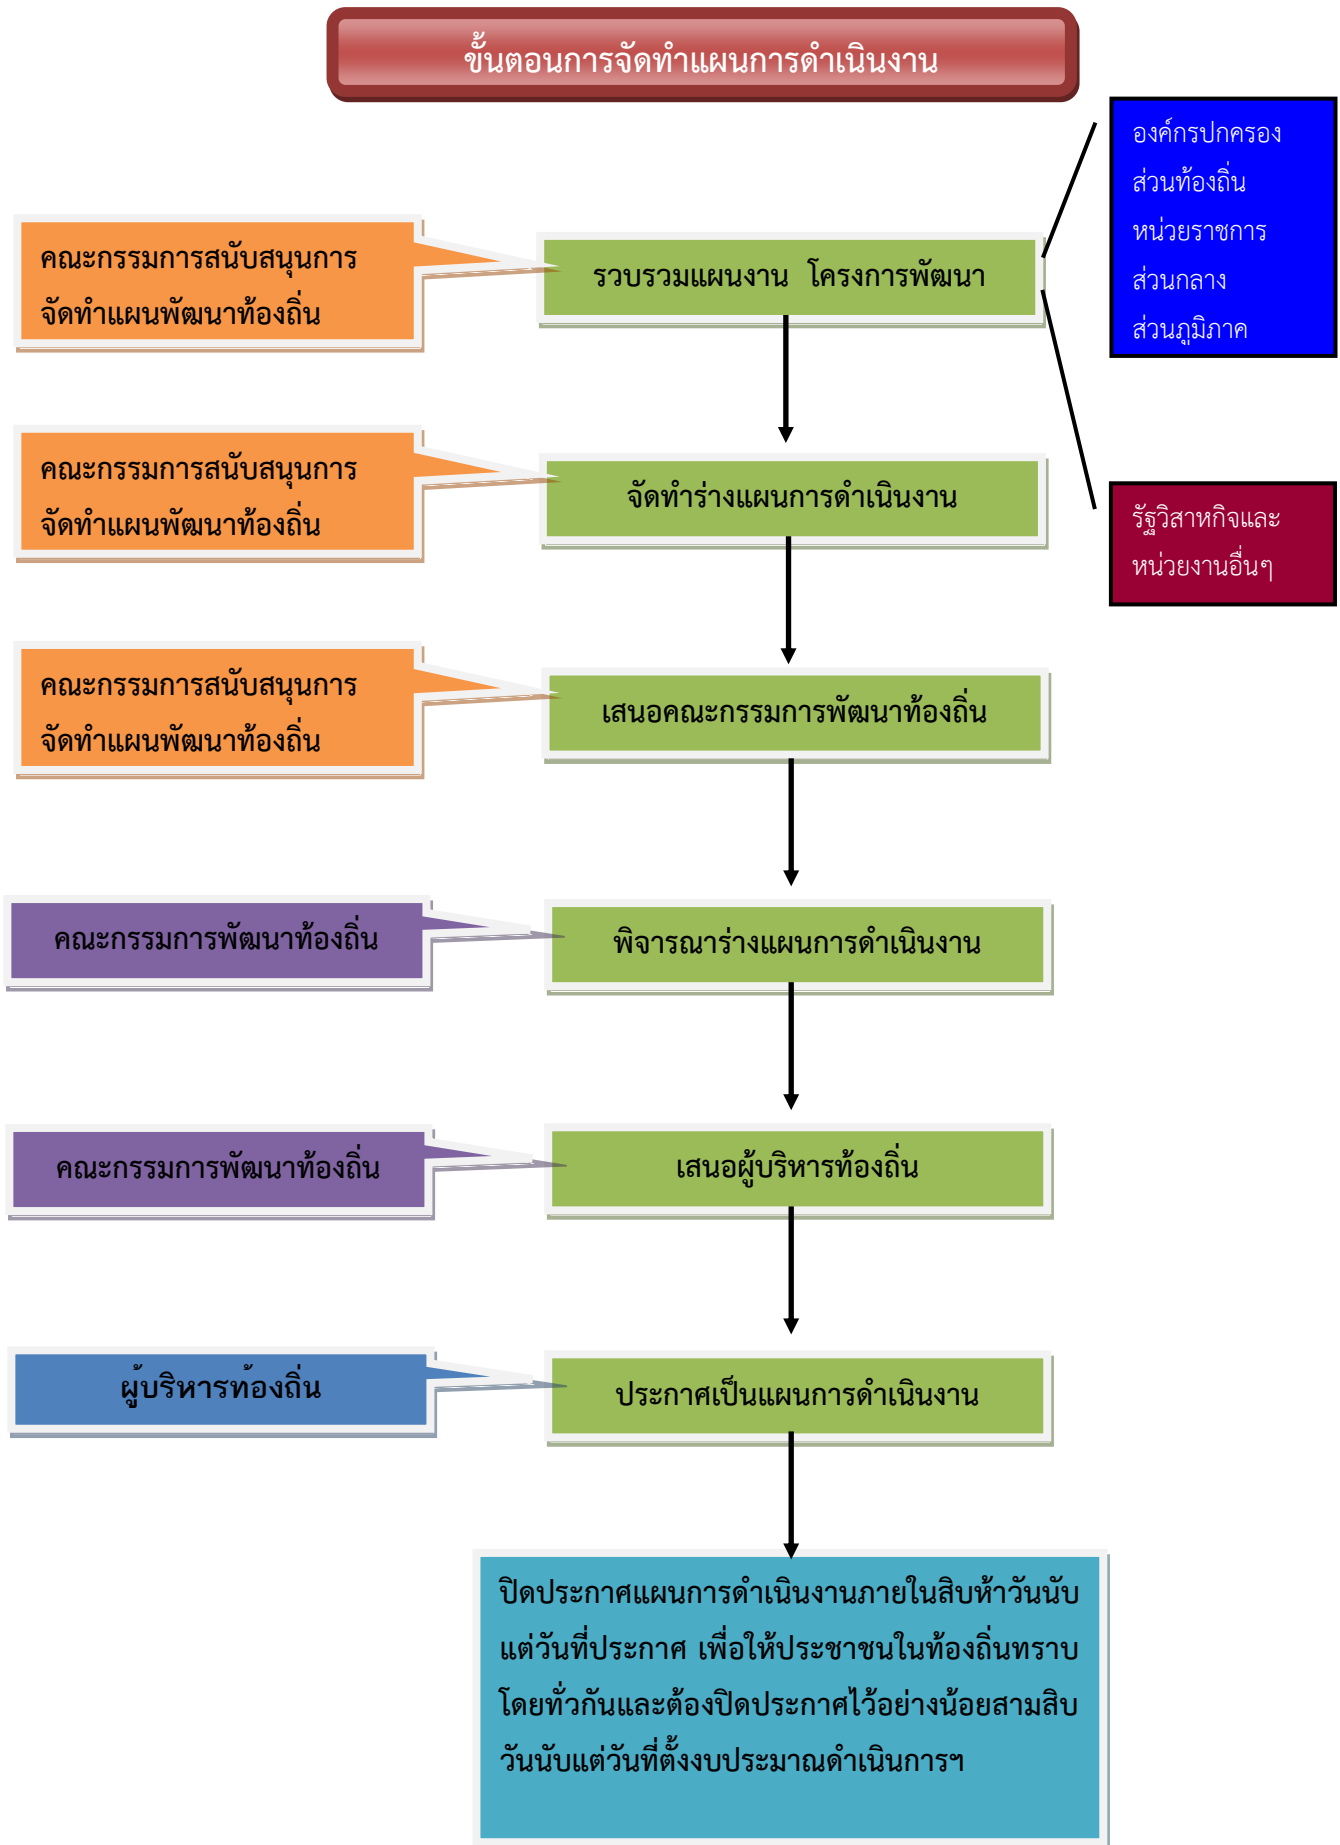 ขั้นตอนการจัดทำแผนการดำเนินงาน
องค์กรปกครอง
ส่วนท้องถิ่น
หน่วยราชการ
ส่วนกลาง
ส่วนภูมิภาค
คณะกรรมการสนับสนุนการ
จัดทำแผนพัฒนาท้องถิ่น
รวบรวมแผนงาน โครงการพัฒนา
คณะกรรมการสนับสนุนการ
จัดทำแผนพัฒนาท้องถิ่น
จัดทำร่างแผนการดำเนินงาน
รัฐวิสาหกิจและ
หน่วยงานอื่นๆ
คณะกรรมการสนับสนุนการ
จัดทำแผนพัฒนาท้องถิ่น
เสนอคณะกรรมการพัฒนาท้องถิ่น
คณะกรรมการพัฒนาท้องถิ่น
พิจารณาร่างแผนการดำเนินงาน
คณะกรรมการพัฒนาท้องถิ่น
เสนอผู้บริหารท้องถิ่น
ผู้บริหารท้องถิ่น
ประกาศเป็นแผนการดำเนินงาน
ปิดประกาศแผนการดำเนินงานภายในสิบห้าวันนับ
แต่วันที่ประกาศ เพื่อให้ประชาชนในท้องถิ่นทราบ
โดยทั่วกันและต้องปิดประกาศไว้อย่างน้อยสามสิบ
วันนับแต่วันที่ตั้งงบประมาณดำเนินการฯ